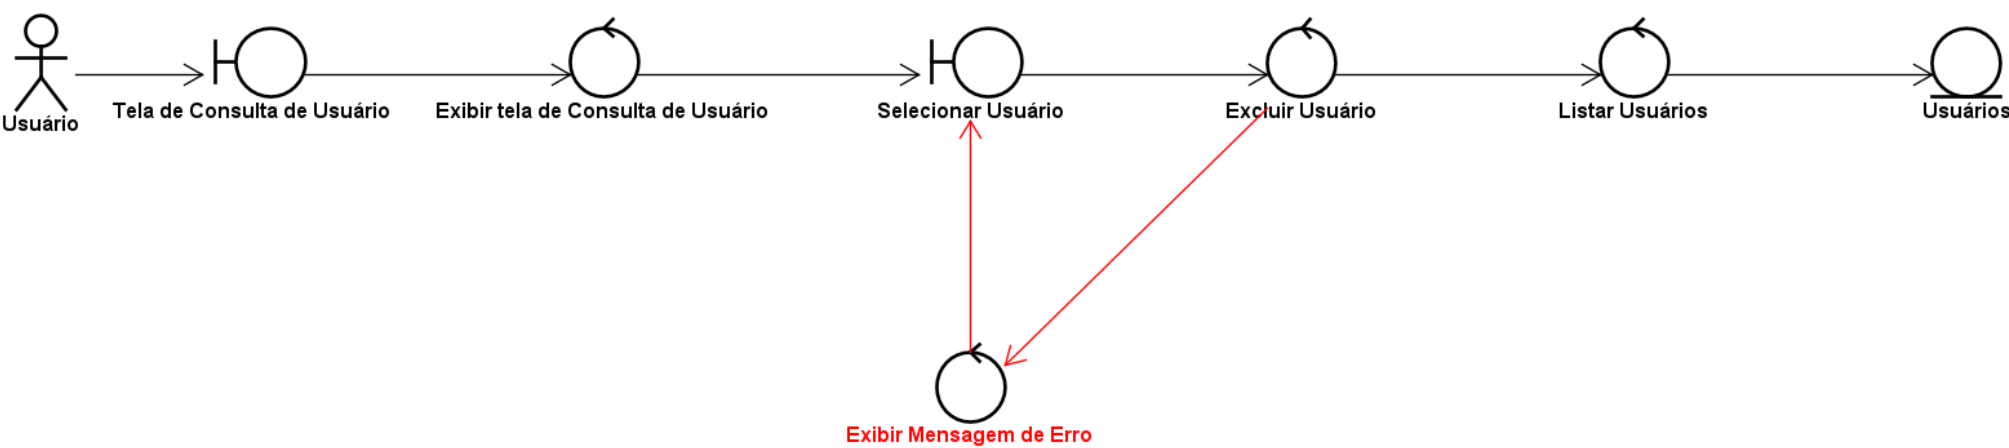 Usuário
Tela de Consulta de Usuário
Exibir tela de Consulta de Usuário
Selecionar Usuário
Excluir Usuário
Listar Usuários
Usuários
Exibir Mensagem de Erro